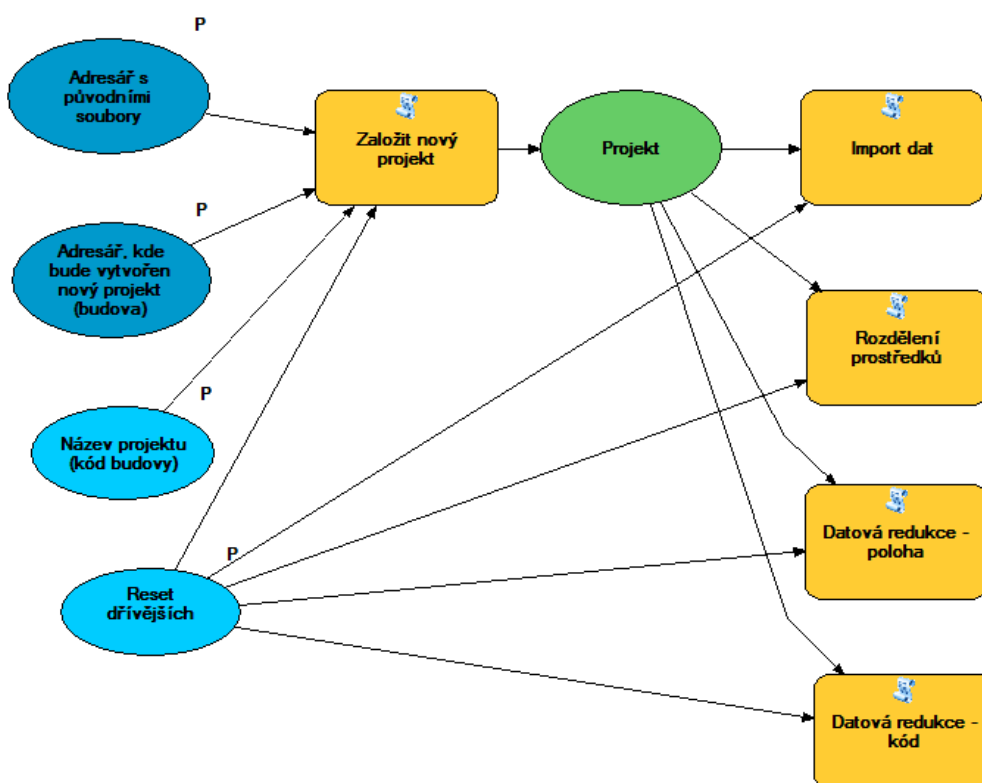 P
Adresář s
původními
soubory
Založit nový
projekt
Projekt
Import dat
P
Adresář, kde
bude vytvořen
nový projekt
(budova)
Rozdělení
prostředků
P
Název projektu
(kód budovy)
Datová redukce -
poloha
P
Reset
dřívějších
Datová redukce -
kód